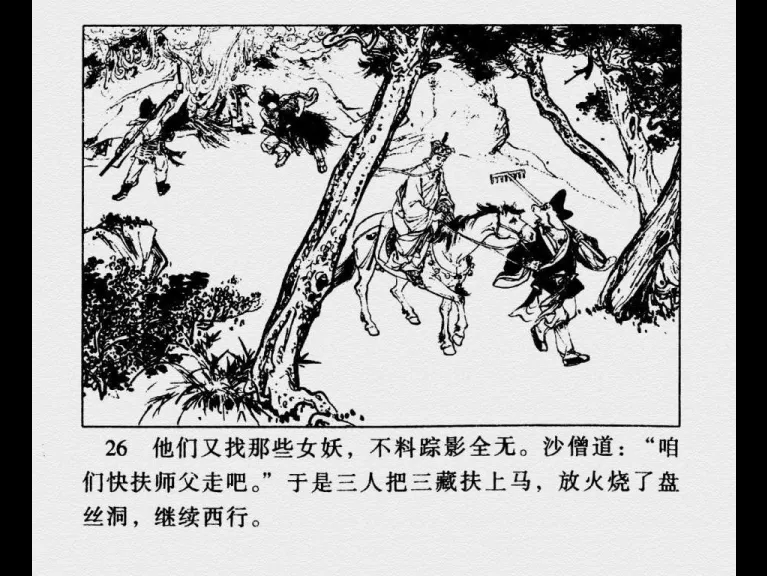 26 他们又找那些女妖，不料踪影全无。沙僧道：“咱
们快扶师父走吧。”于是三人把三藏扶上马，放火烧了盘
丝洞，继续西行。